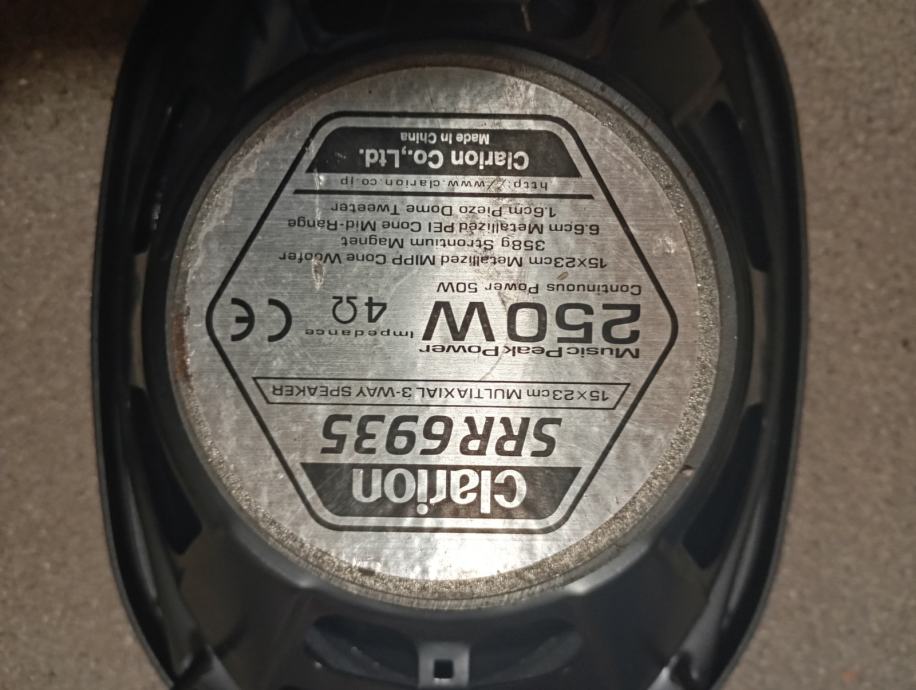 clarion
SRR6935
15×23cm MULTIAXIAL 3-WAY SPEAKER
Music Peak Power
250W Impedance 4Ω CE
Continuous Power 50W
15×23cm Metallized MIPP Cone Woofer
358g Strontium Magnet
6.6cm Metallized PEI Cone Mid-Range
1.6cm Piezo Dome Tweeter
http://www.clarion.co.jp
Clarion Co.,Ltd.
Made In China